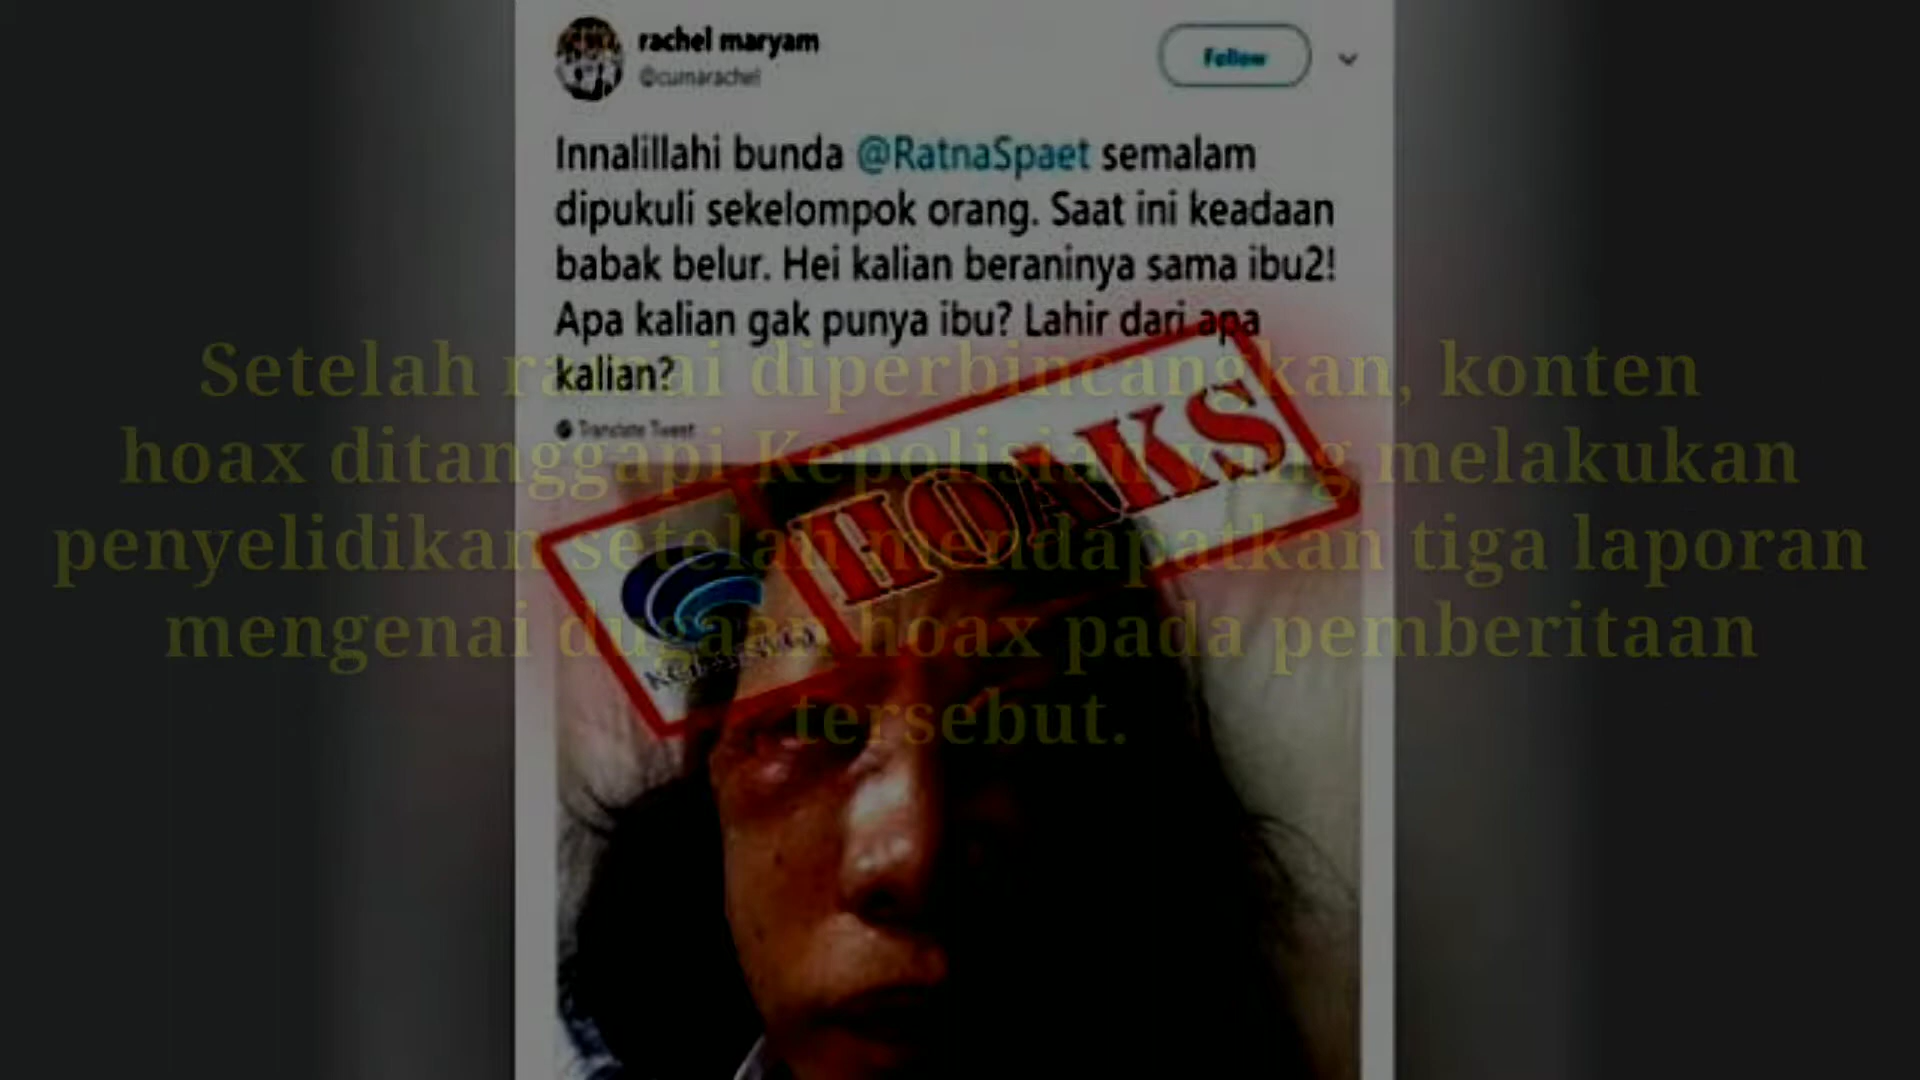 rachel maryam
@cumarachel
Follow
Innalillahi bunda @RatnaSpaet semalam
dipukuli sekelompok orang. Saat ini keadaan
babak belur. Hei kalian beraninya sama ibu2!
Apa kalian gak punya ibu? Lahir dari apa
kalian?
Translate Tweet
HOAKS
Setelah ramai diperbincangkan, konten
hoax ditanggapi Kepolisian yang melakukan
penyelidikan setelah mendapatkan tiga laporan
mengenai dugaan hoax pada pemberitaan
tersebut.